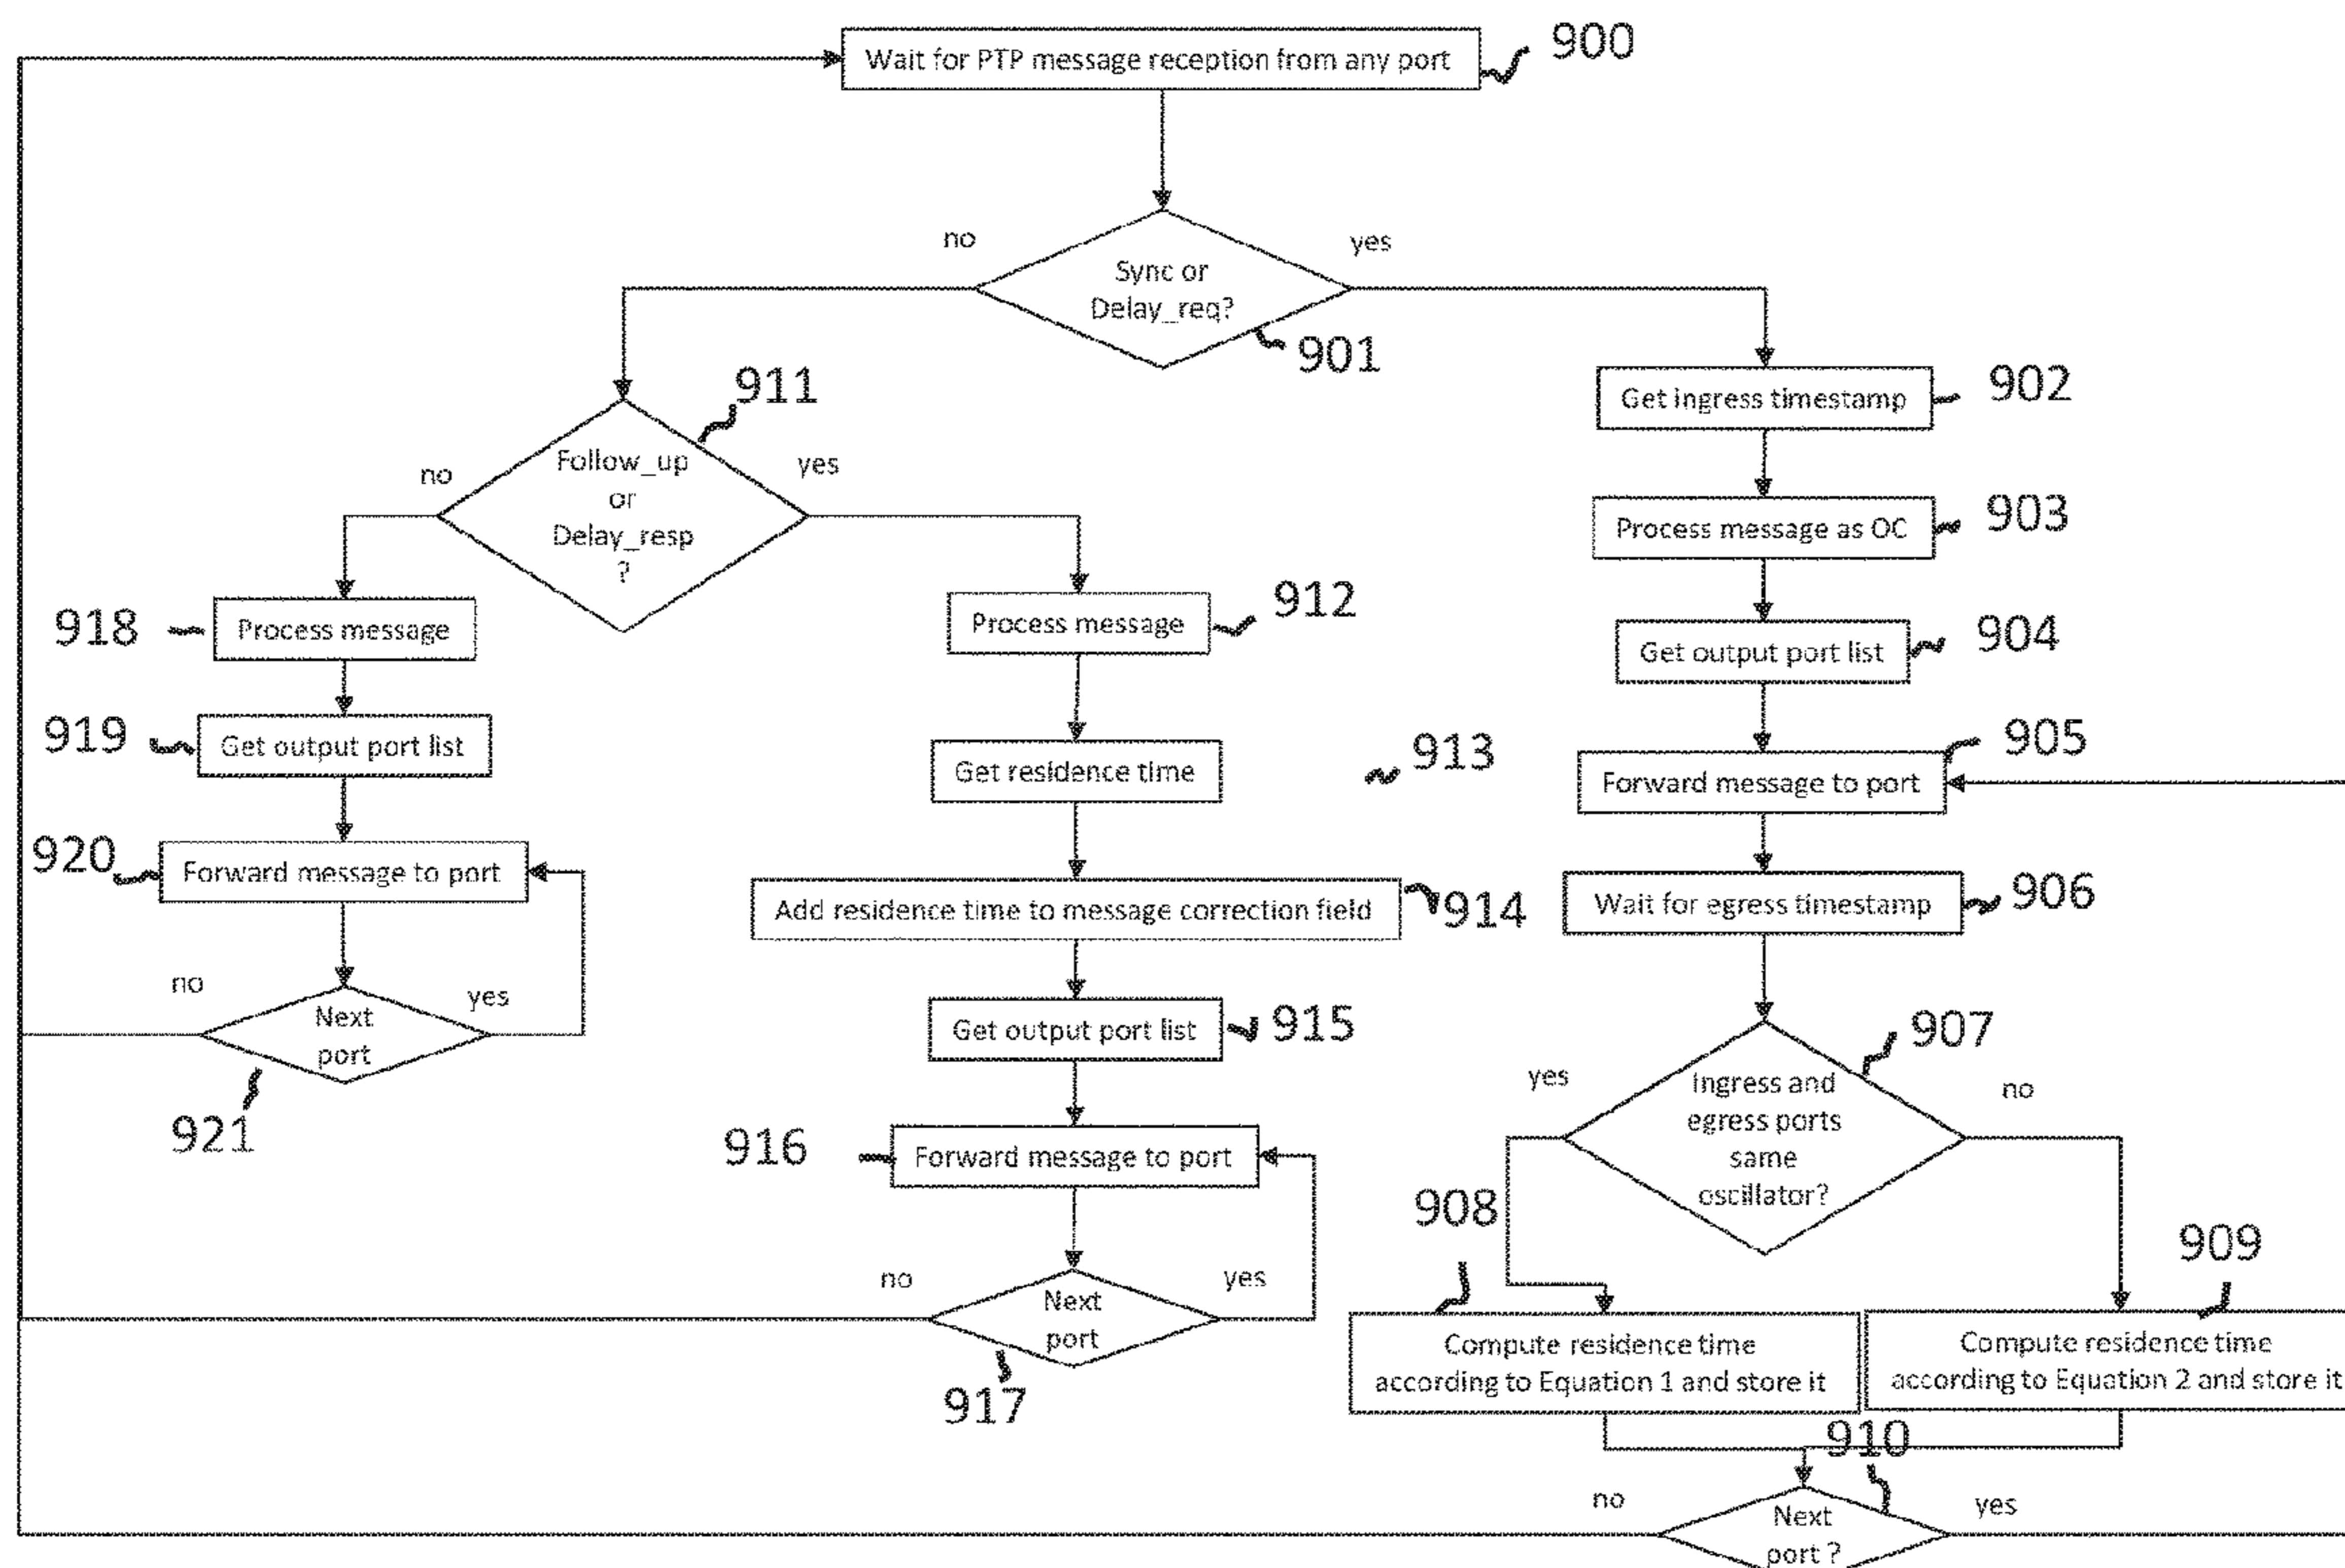 Wait for PTP message reception from any port
900
no
yes
Sync or
Delay_req?
901
911
Get ingress timestamp
902
no
Follow_up
or
Delay_resp
?
yes
Process message as OC
903
918
Process message
Process message
912
Get output port list
904
919
Get output port list
Get residence time
913
Forward message to port
905
920
Forward message to port
Add residence time to message correction field
914
Wait for egress timestamp
906
no
yes
Next
port
921
Get output port list
915
yes
Ingress and
egress ports
same
oscillator?
no
907
916
Forward message to port
908
909
no
yes
Next
port
917
Compute residence time
according to Equation 1 and store it
Compute residence time
according to Equation 2 and store it
910
no
yes
Next
port ?